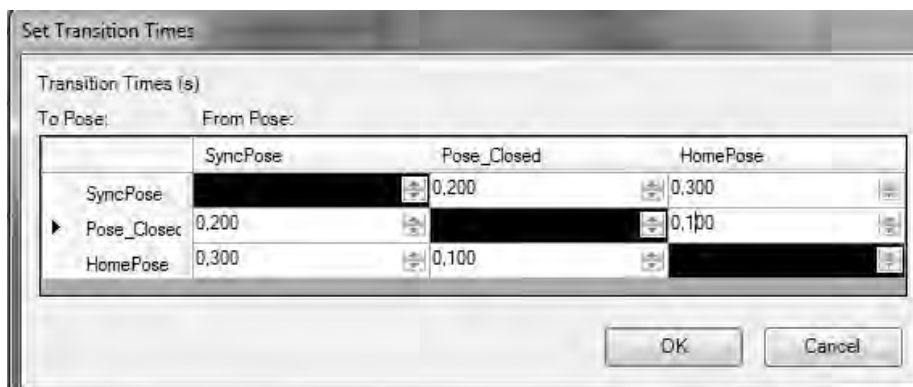 Set Transition Times
Transition Times (s)
To Pose: From Pose:
SyncPose Pose_Closed HomePose
SyncPose 0,200 0,300
Pose_Closed 0,200 0,100
HomePose 0,300 0,100
OK Cancel